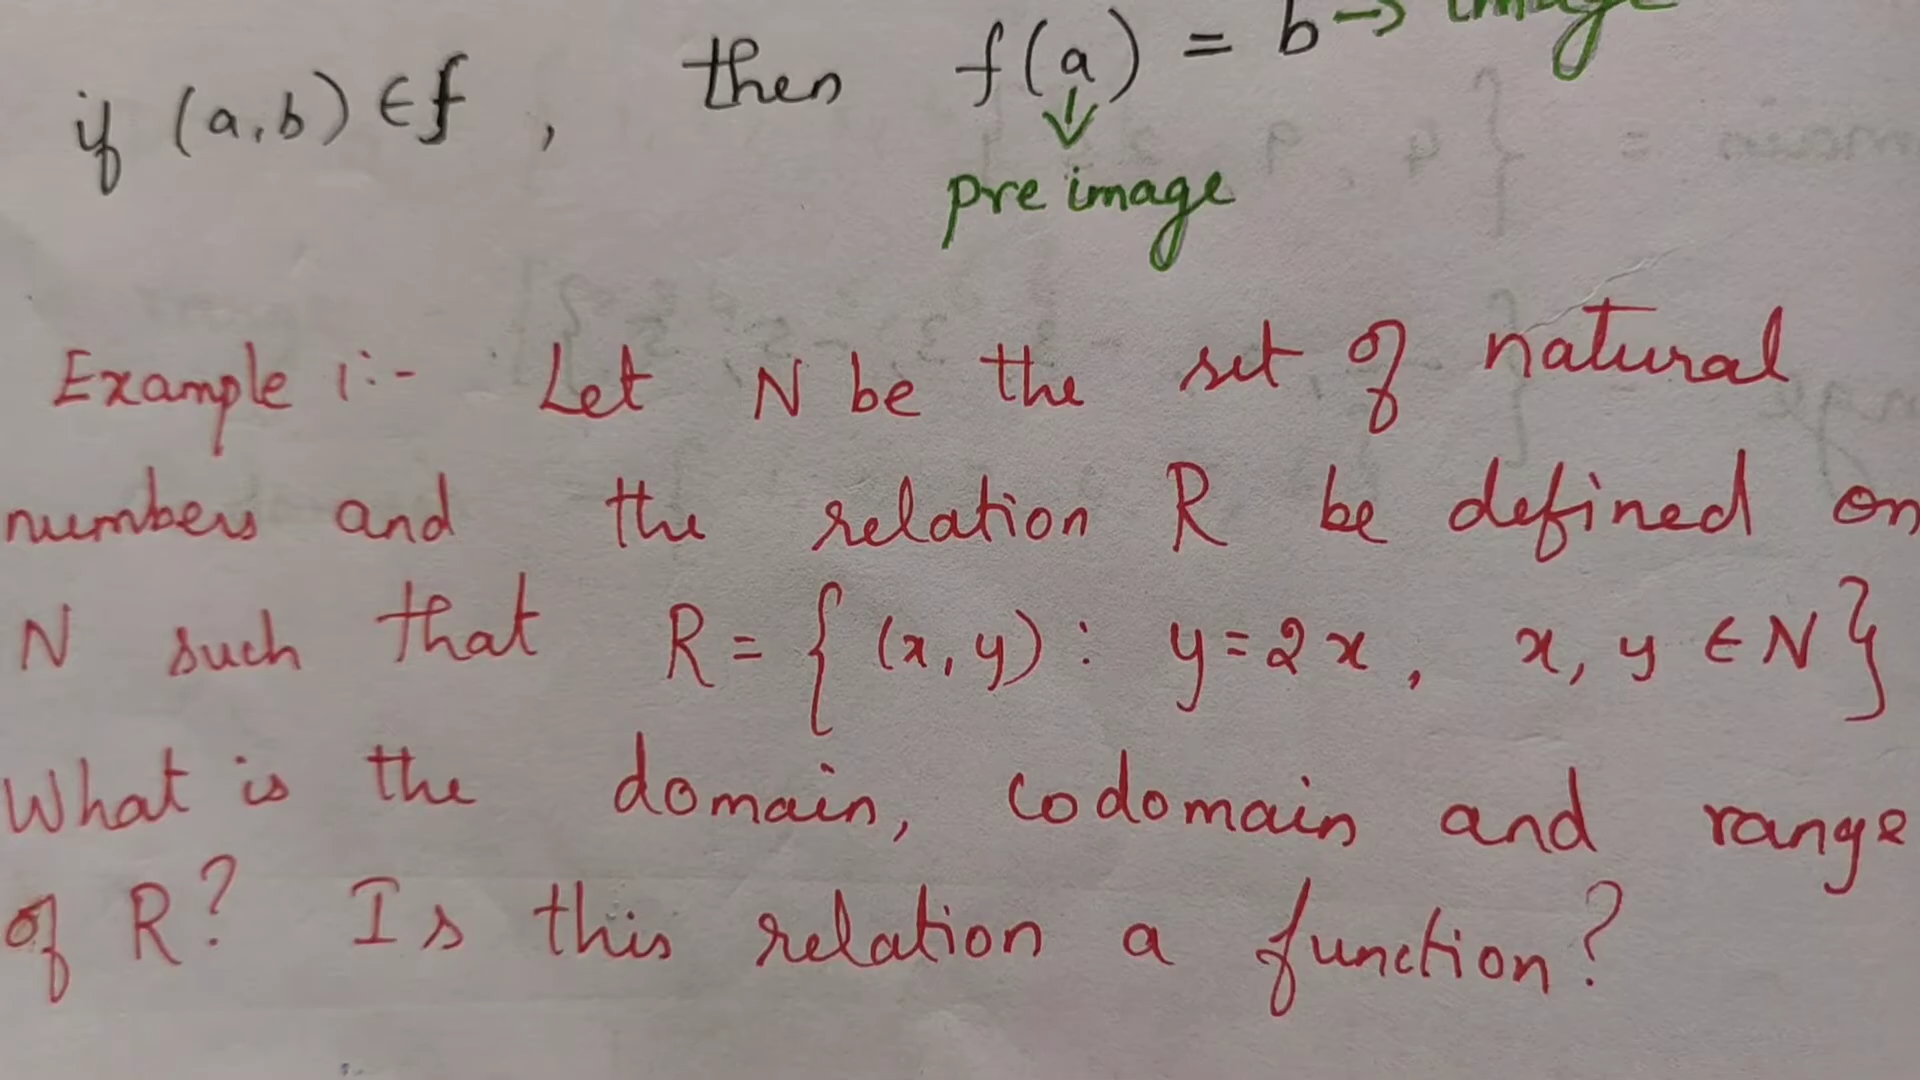 if (a,b) ∈ f , then f(a) = b → image
pre image
Example 1:- Let N be the set of natural
numbers and the relation R be defined on
N such that R = { (x,y) : y = 2x , x, y ∈ N }
What is the domain, codomain and range
of R? Is this relation a function?